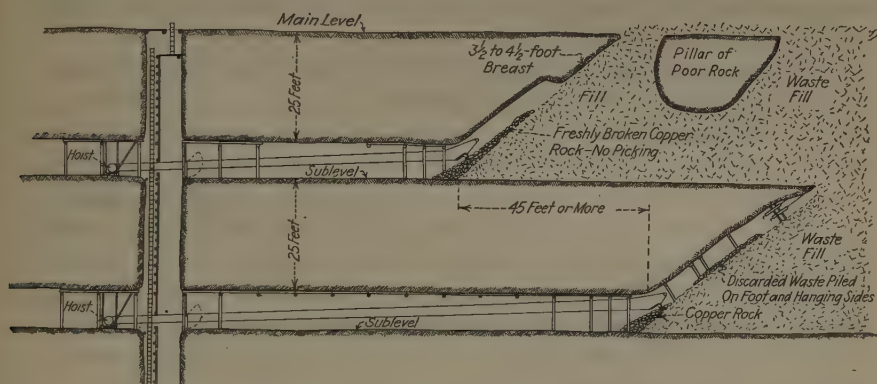 Main Level
3½ to 4½-foot
Breast
Pillar of
Poor Rock
Waste
Fill
25 Feet
Fill
Freshly Broken Copper
Rock-No Picking
Hoist
Sublevel
45 Feet or More
25 Feet
Waste
Fill
Discarded Waste Piled
On Foot and Hanging Sides
Copper Rock
Hoist
Sublevel